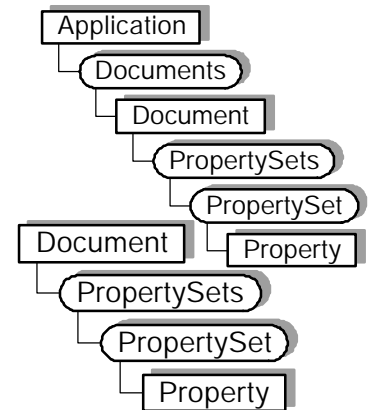 Application
Documents
Document
PropertySets
PropertySet
Property
Document
PropertySets
PropertySet
Property